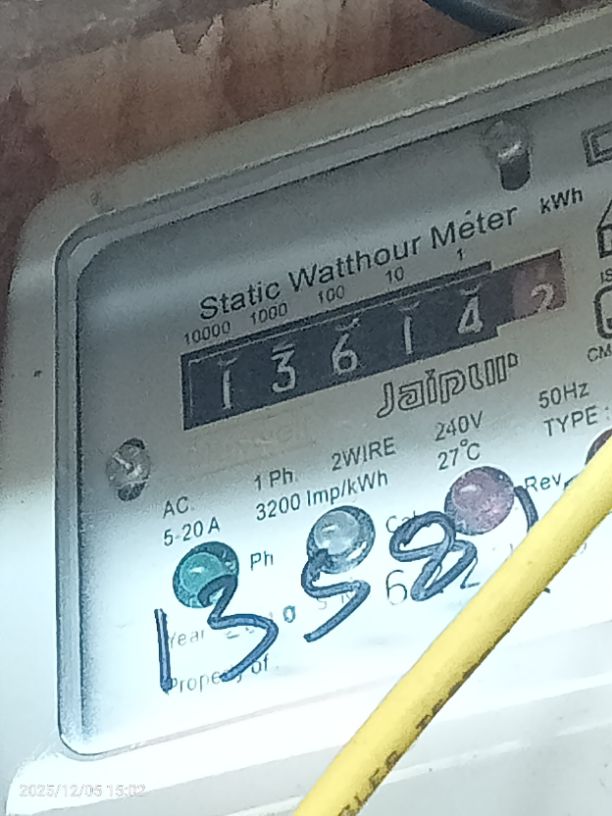 Static Watthour Meter kWh
10000 1000 100 10 1
1 3 6 1 4 2
Jaipur
AC. 1 Ph. 2WIRE 240V 50Hz
5-20 A 3200 Imp/kWh 27°C TYPE :
Ph Cal Rev.
1358
Year
Property of
2025/12/05 15:02